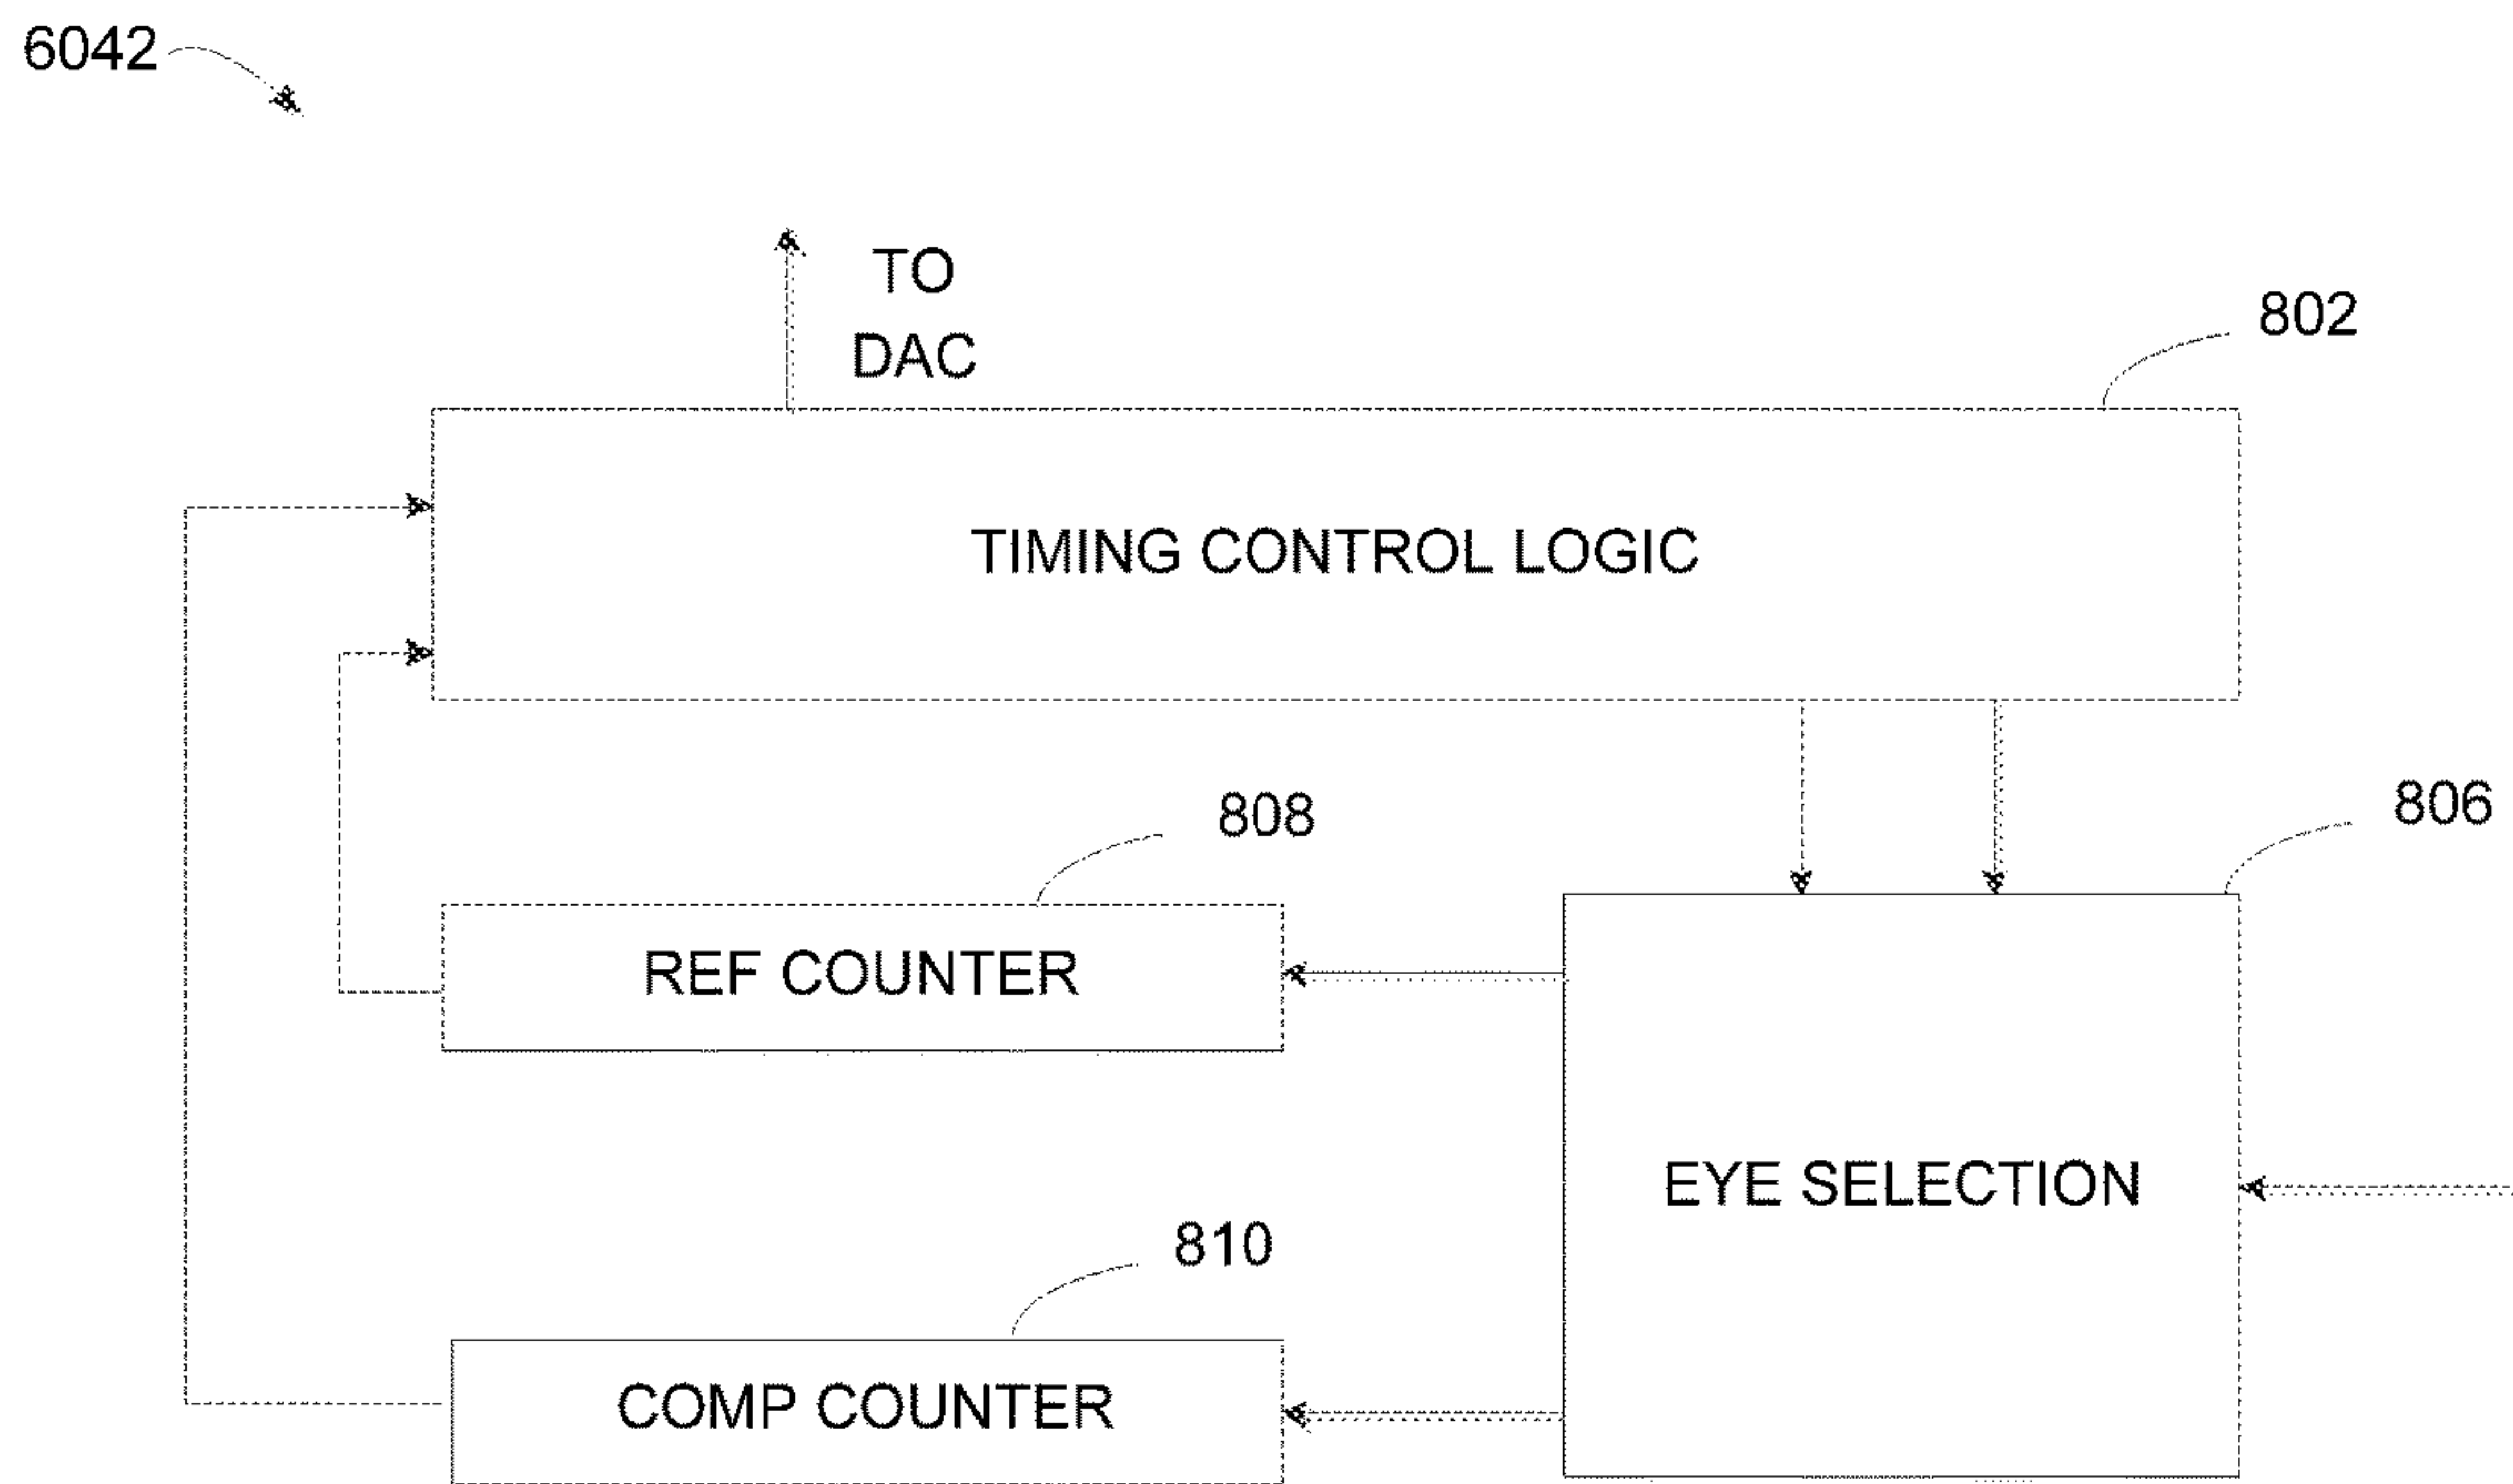 6042
TO
DAC
802
TIMING CONTROL LOGIC
806
808
REF COUNTER
EYE SELECTION
810
COMP COUNTER